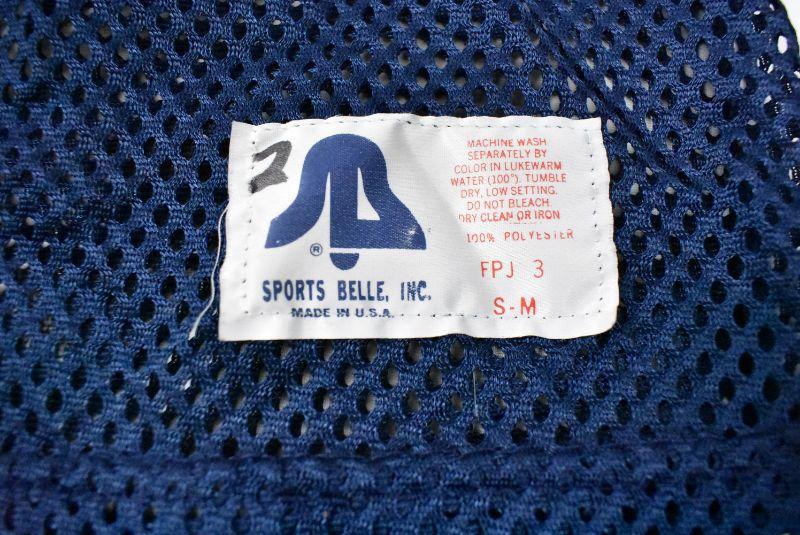 ®
SPORTS BELLE, INC.
MADE IN U.S.A.
MACHINE WASH
SEPARATELY BY
COLOR IN LUKEWARM
WATER (100°). TUMBLE
DRY, LOW SETTING.
DO NOT BLEACH.
DRY CLEAN OR IRON
100% POLYESTER
FPJ 3
S-M